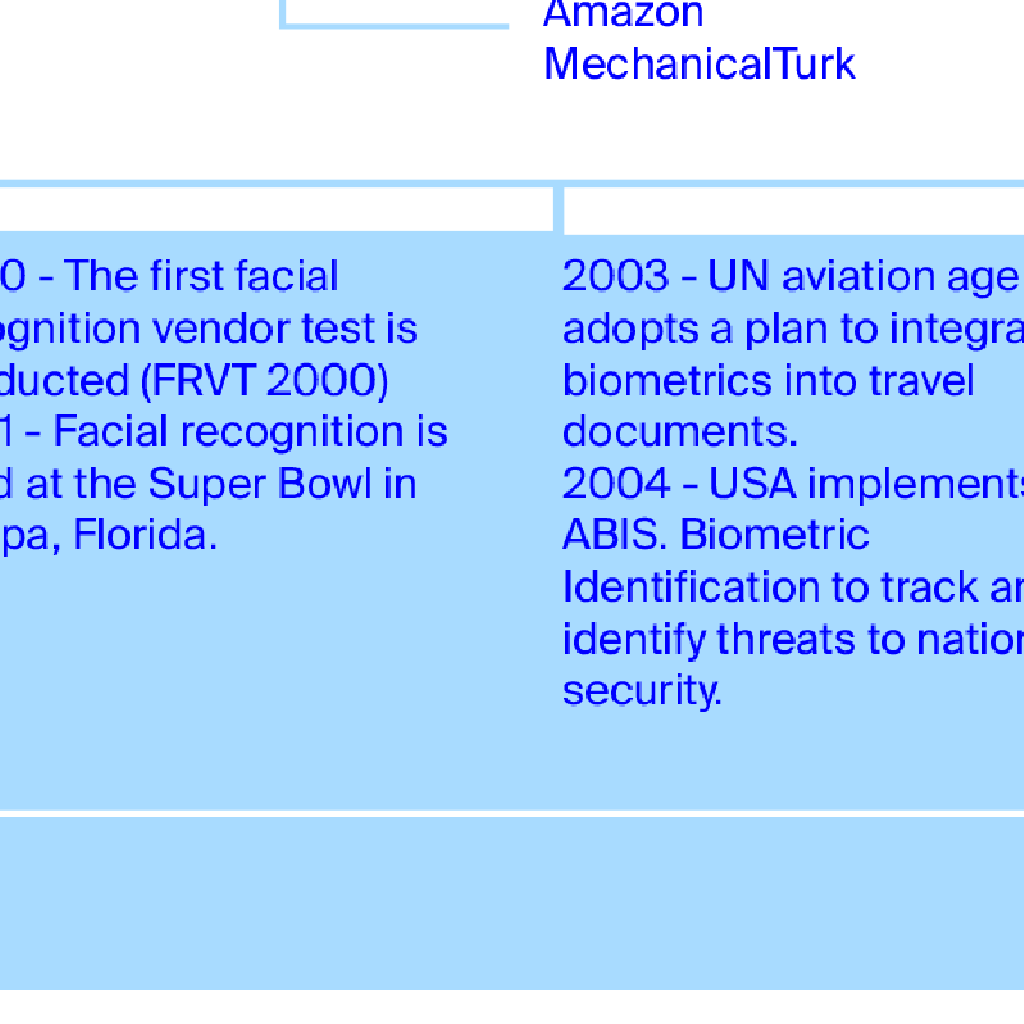 Amazon
MechanicalTurk
0 - The first facial
ognition vendor test is
ducted (FRVT 2000)
1 - Facial recognition is
d at the Super Bowl in
pa, Florida.
2003 - UN aviation age
adopts a plan to integra
biometrics into travel
documents.
2004 - USA implements
ABIS. Biometric
Identification to track an
identify threats to nation
security.